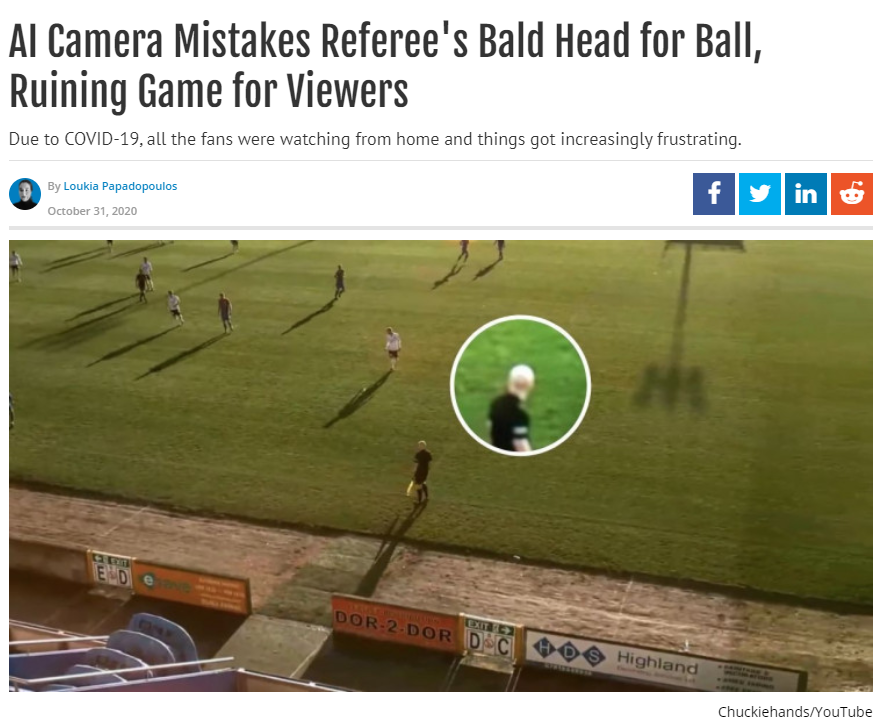 AI Camera Mistakes Referee's Bald Head for Ball,
Ruining Game for Viewers
Due to COVID-19, all the fans were watching from home and things got increasingly frustrating.
By Loukia Papadopoulos
October 31, 2020
f in
EXIT
E D
DOR-2-DOR
EXIT
D C
HDS Highland
Chuckiehands/YouTube